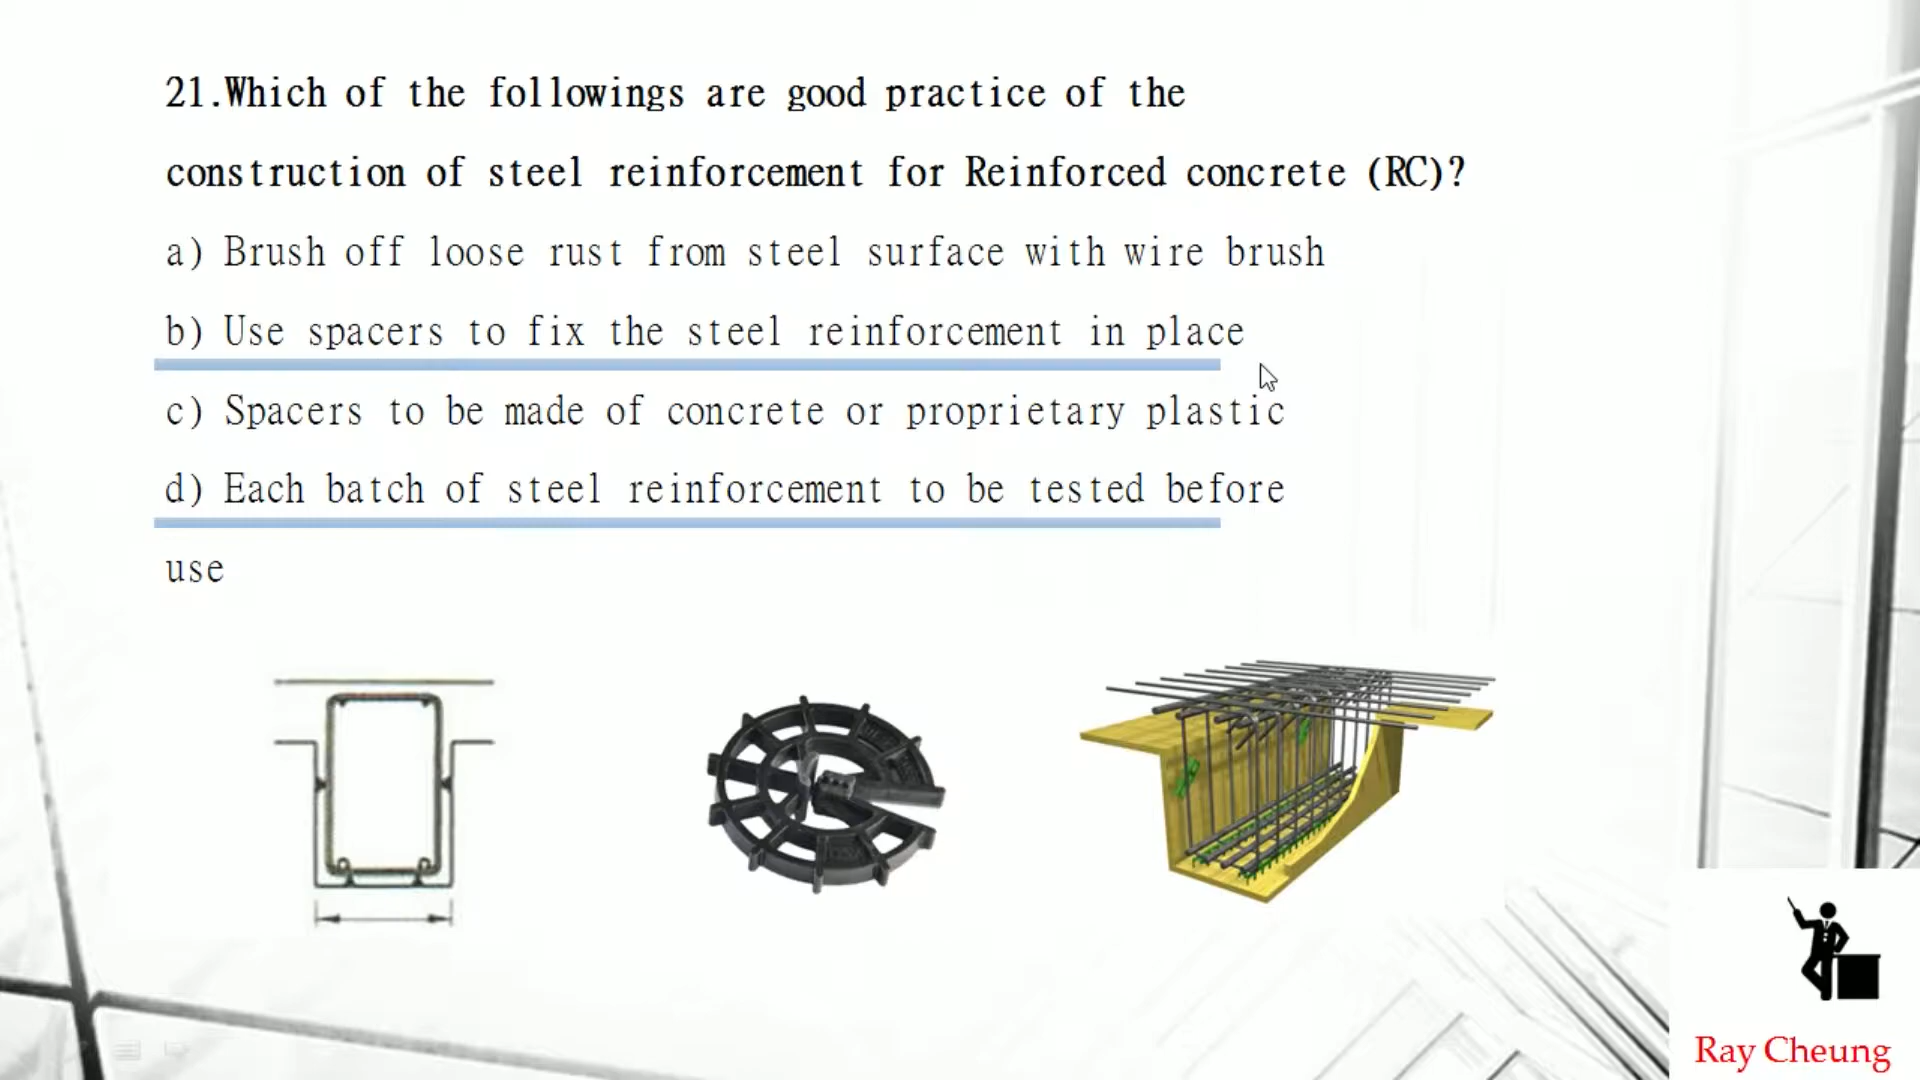 21.Which of the followings are good practice of the
construction of steel reinforcement for Reinforced concrete (RC)?
a) Brush off loose rust from steel surface with wire brush
b) Use spacers to fix the steel reinforcement in place
c) Spacers to be made of concrete or proprietary plastic
d) Each batch of steel reinforcement to be tested before
use
Ray Cheung